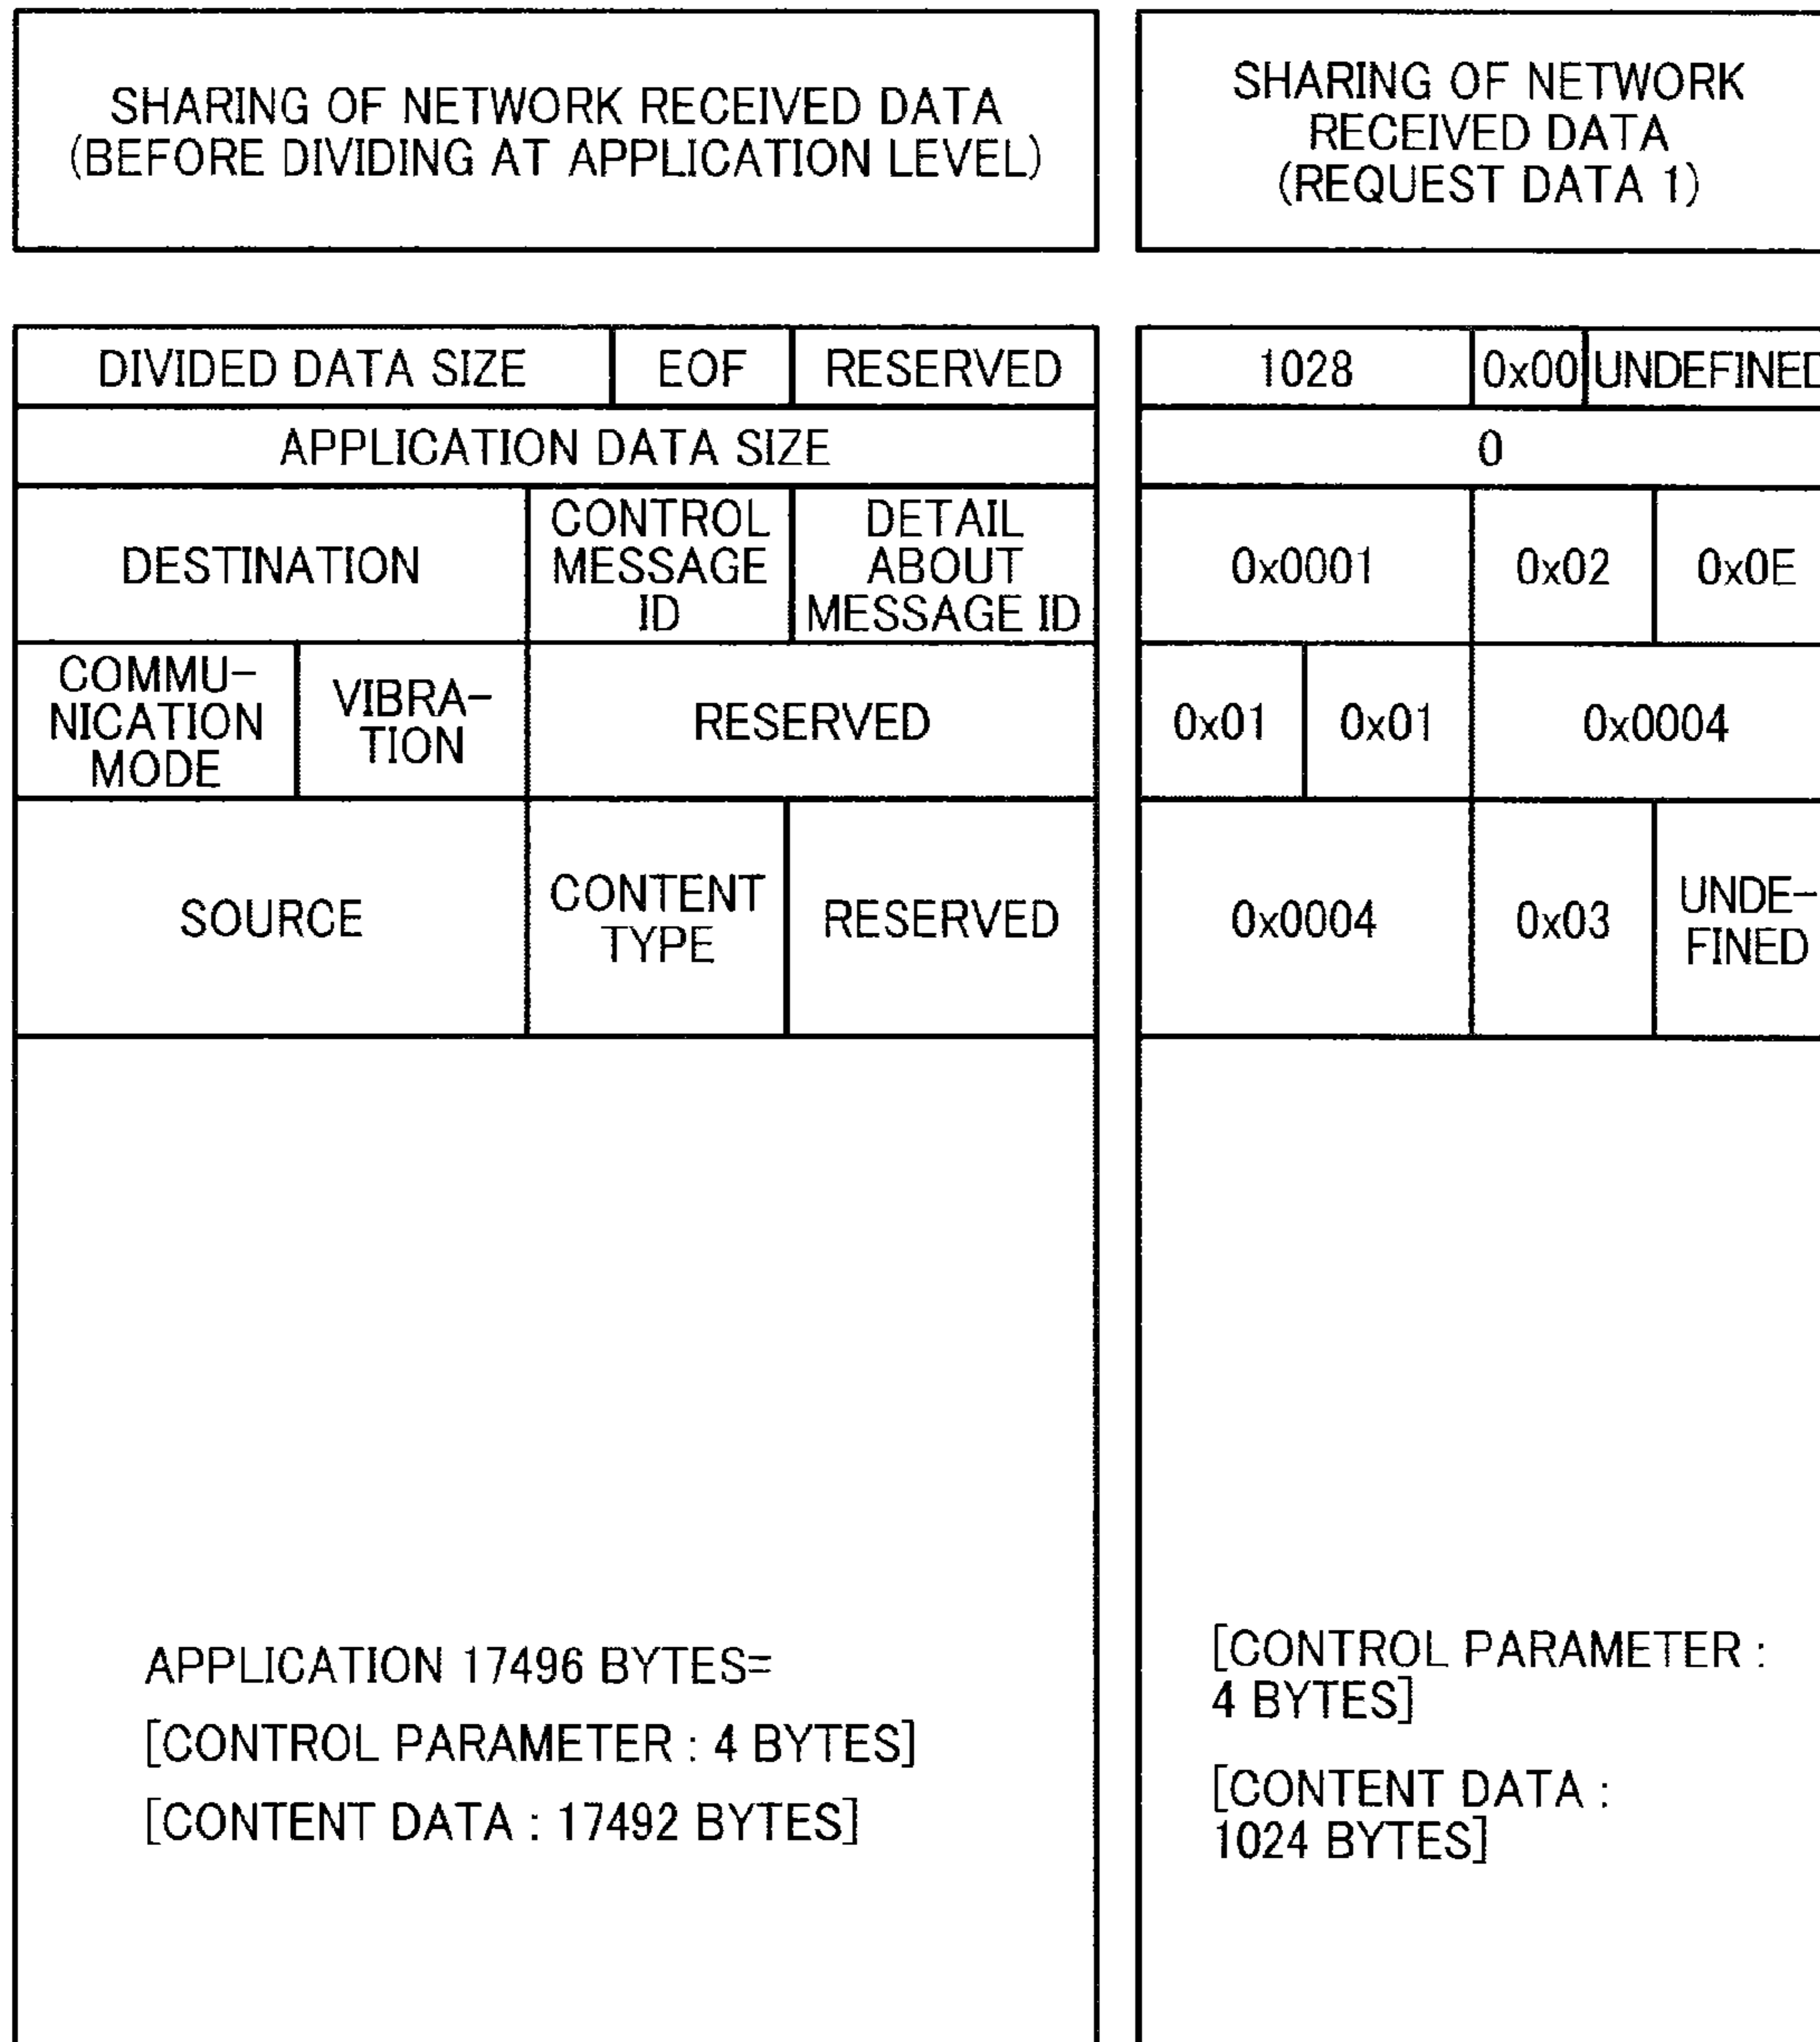 SHARING OF NETWORK RECEIVED DATA
(BEFORE DIVIDING AT APPLICATION LEVEL)
DIVIDED DATA SIZE
EOF
RESERVED
APPLICATION DATA SIZE
DESTINATION
CONTROL
MESSAGE
ID
DETAIL
ABOUT
MESSAGE ID
COMMU-
NICATION
MODE
VIBRA-
TION
RESERVED
SOURCE
CONTENT
TYPE
RESERVED
APPLICATION 17496 BYTES=
[CONTROL PARAMETER : 4 BYTES]
[CONTENT DATA : 17492 BYTES]
SHARING OF NETWORK
RECEIVED DATA
(REQUEST DATA 1)
1028
0x00
UNDEFINED
0
0x0001
0x02
0x0E
0x01
0x01
0x0004
0x0004
0x03
UNDE-
FINED
[CONTROL PARAMETER :
4 BYTES]
[CONTENT DATA :
1024 BYTES]